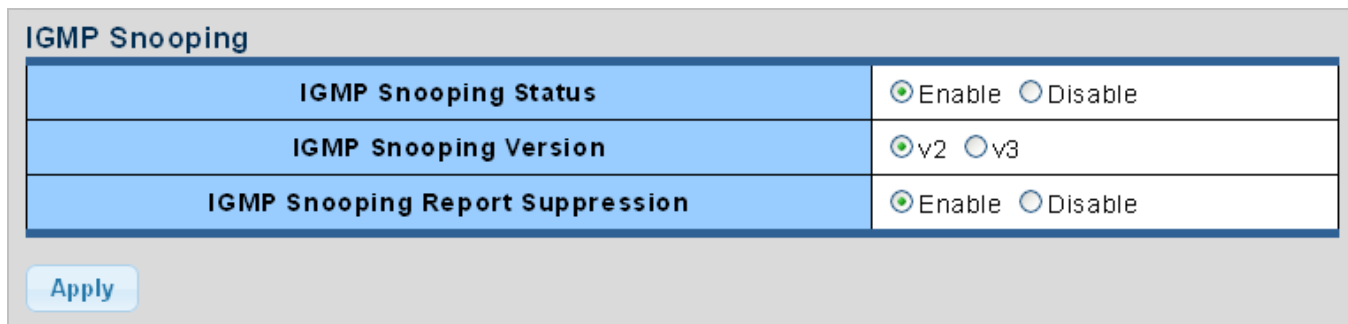 IGMP Snooping
IGMP Snooping Status Enable Disable
IGMP Snooping Version v2 v3
IGMP Snooping Report Suppression Enable Disable
Apply